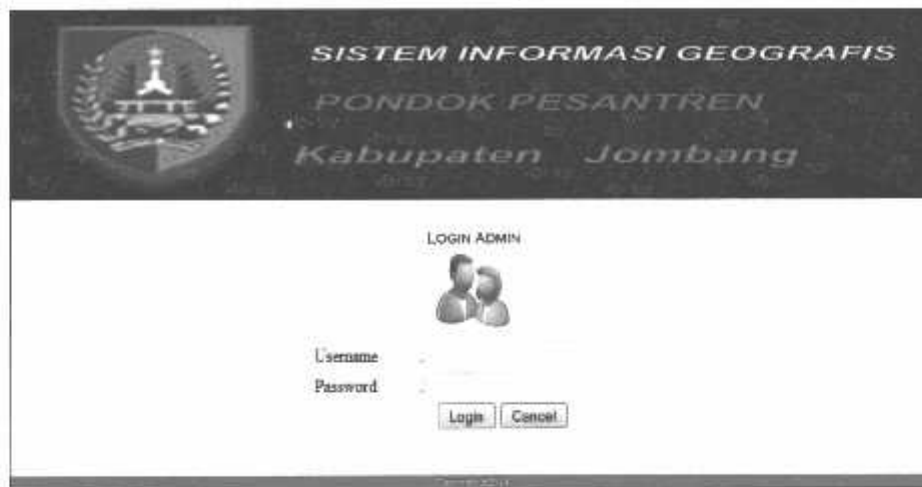 SISTEM INFORMASI GEOGRAFIS
PONDOK PESANTREN
Kabupaten Jombang
LOGIN ADMIN
Username :
Password :
Login Cancel